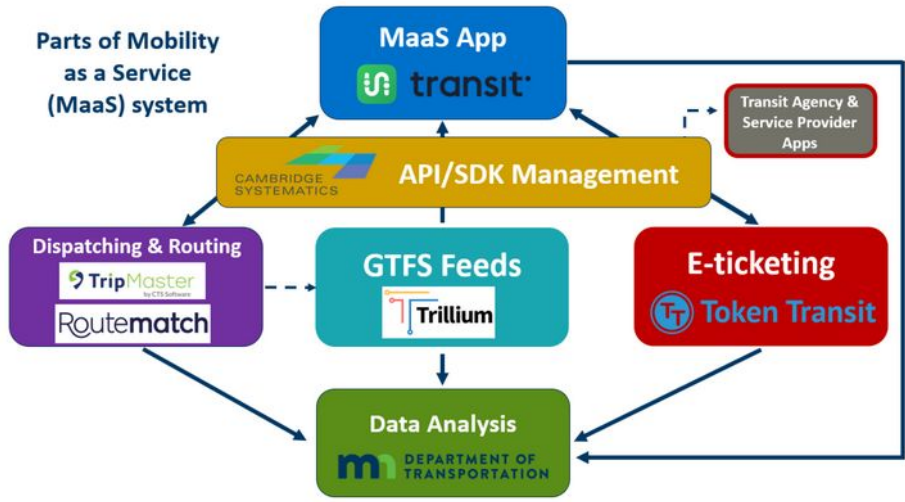 Parts of Mobility
as a Service
(MaaS) system
MaaS App
transit
Transit Agency &
Service Provider
Apps
CAMBRIDGE
SYSTEMATICS
API/SDK Management
Dispatching & Routing
TripMaster
by CTS Software
Routematch
GTFS Feeds
Trillium
E-ticketing
TT Token Transit
Data Analysis
mn DEPARTMENT OF
TRANSPORTATION